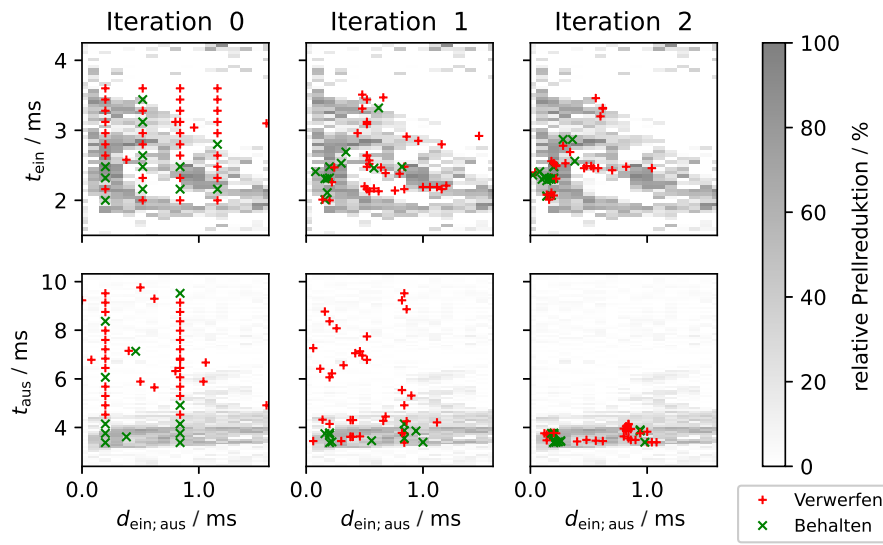 Iteration 0 Iteration 1 Iteration 2
4
3
2
t_ein / ms
10
8
6
4
t_aus / ms
0.0 1.0 0.0 1.0 0.0 1.0
d_ein; aus / ms d_ein; aus / ms d_ein; aus / ms
100
80
60
40
20
0
relative Prellreduktion / %
Verwerfen
Behalten